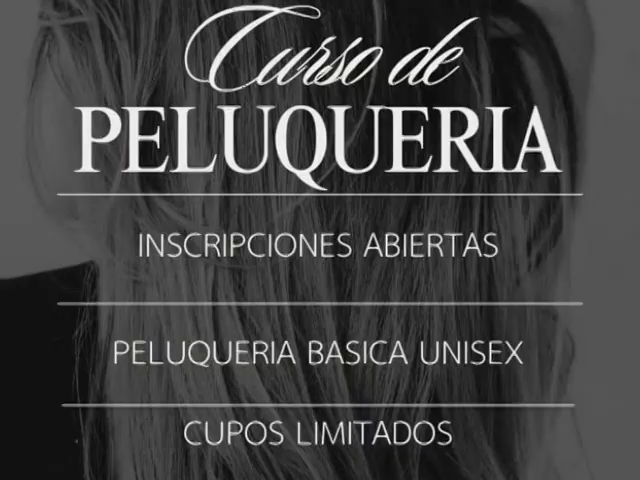 Curso de
PELUQUERIA
INSCRIPCIONES ABIERTAS
PELUQUERIA BASICA UNISEX
CUPOS LIMITADOS